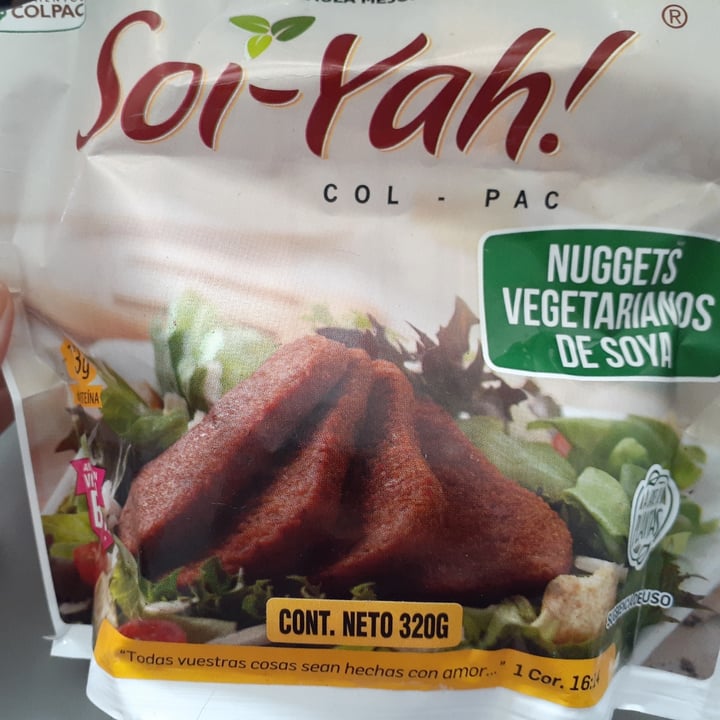 COLPAC
®
Soi-Yah!
COL - PAC
NUGGETS
VEGETARIANOS
DE SOYA
3g
CONT. NETO 320G
"Todas vuestras cosas sean hechas con amor..." 1 Cor. 16:14